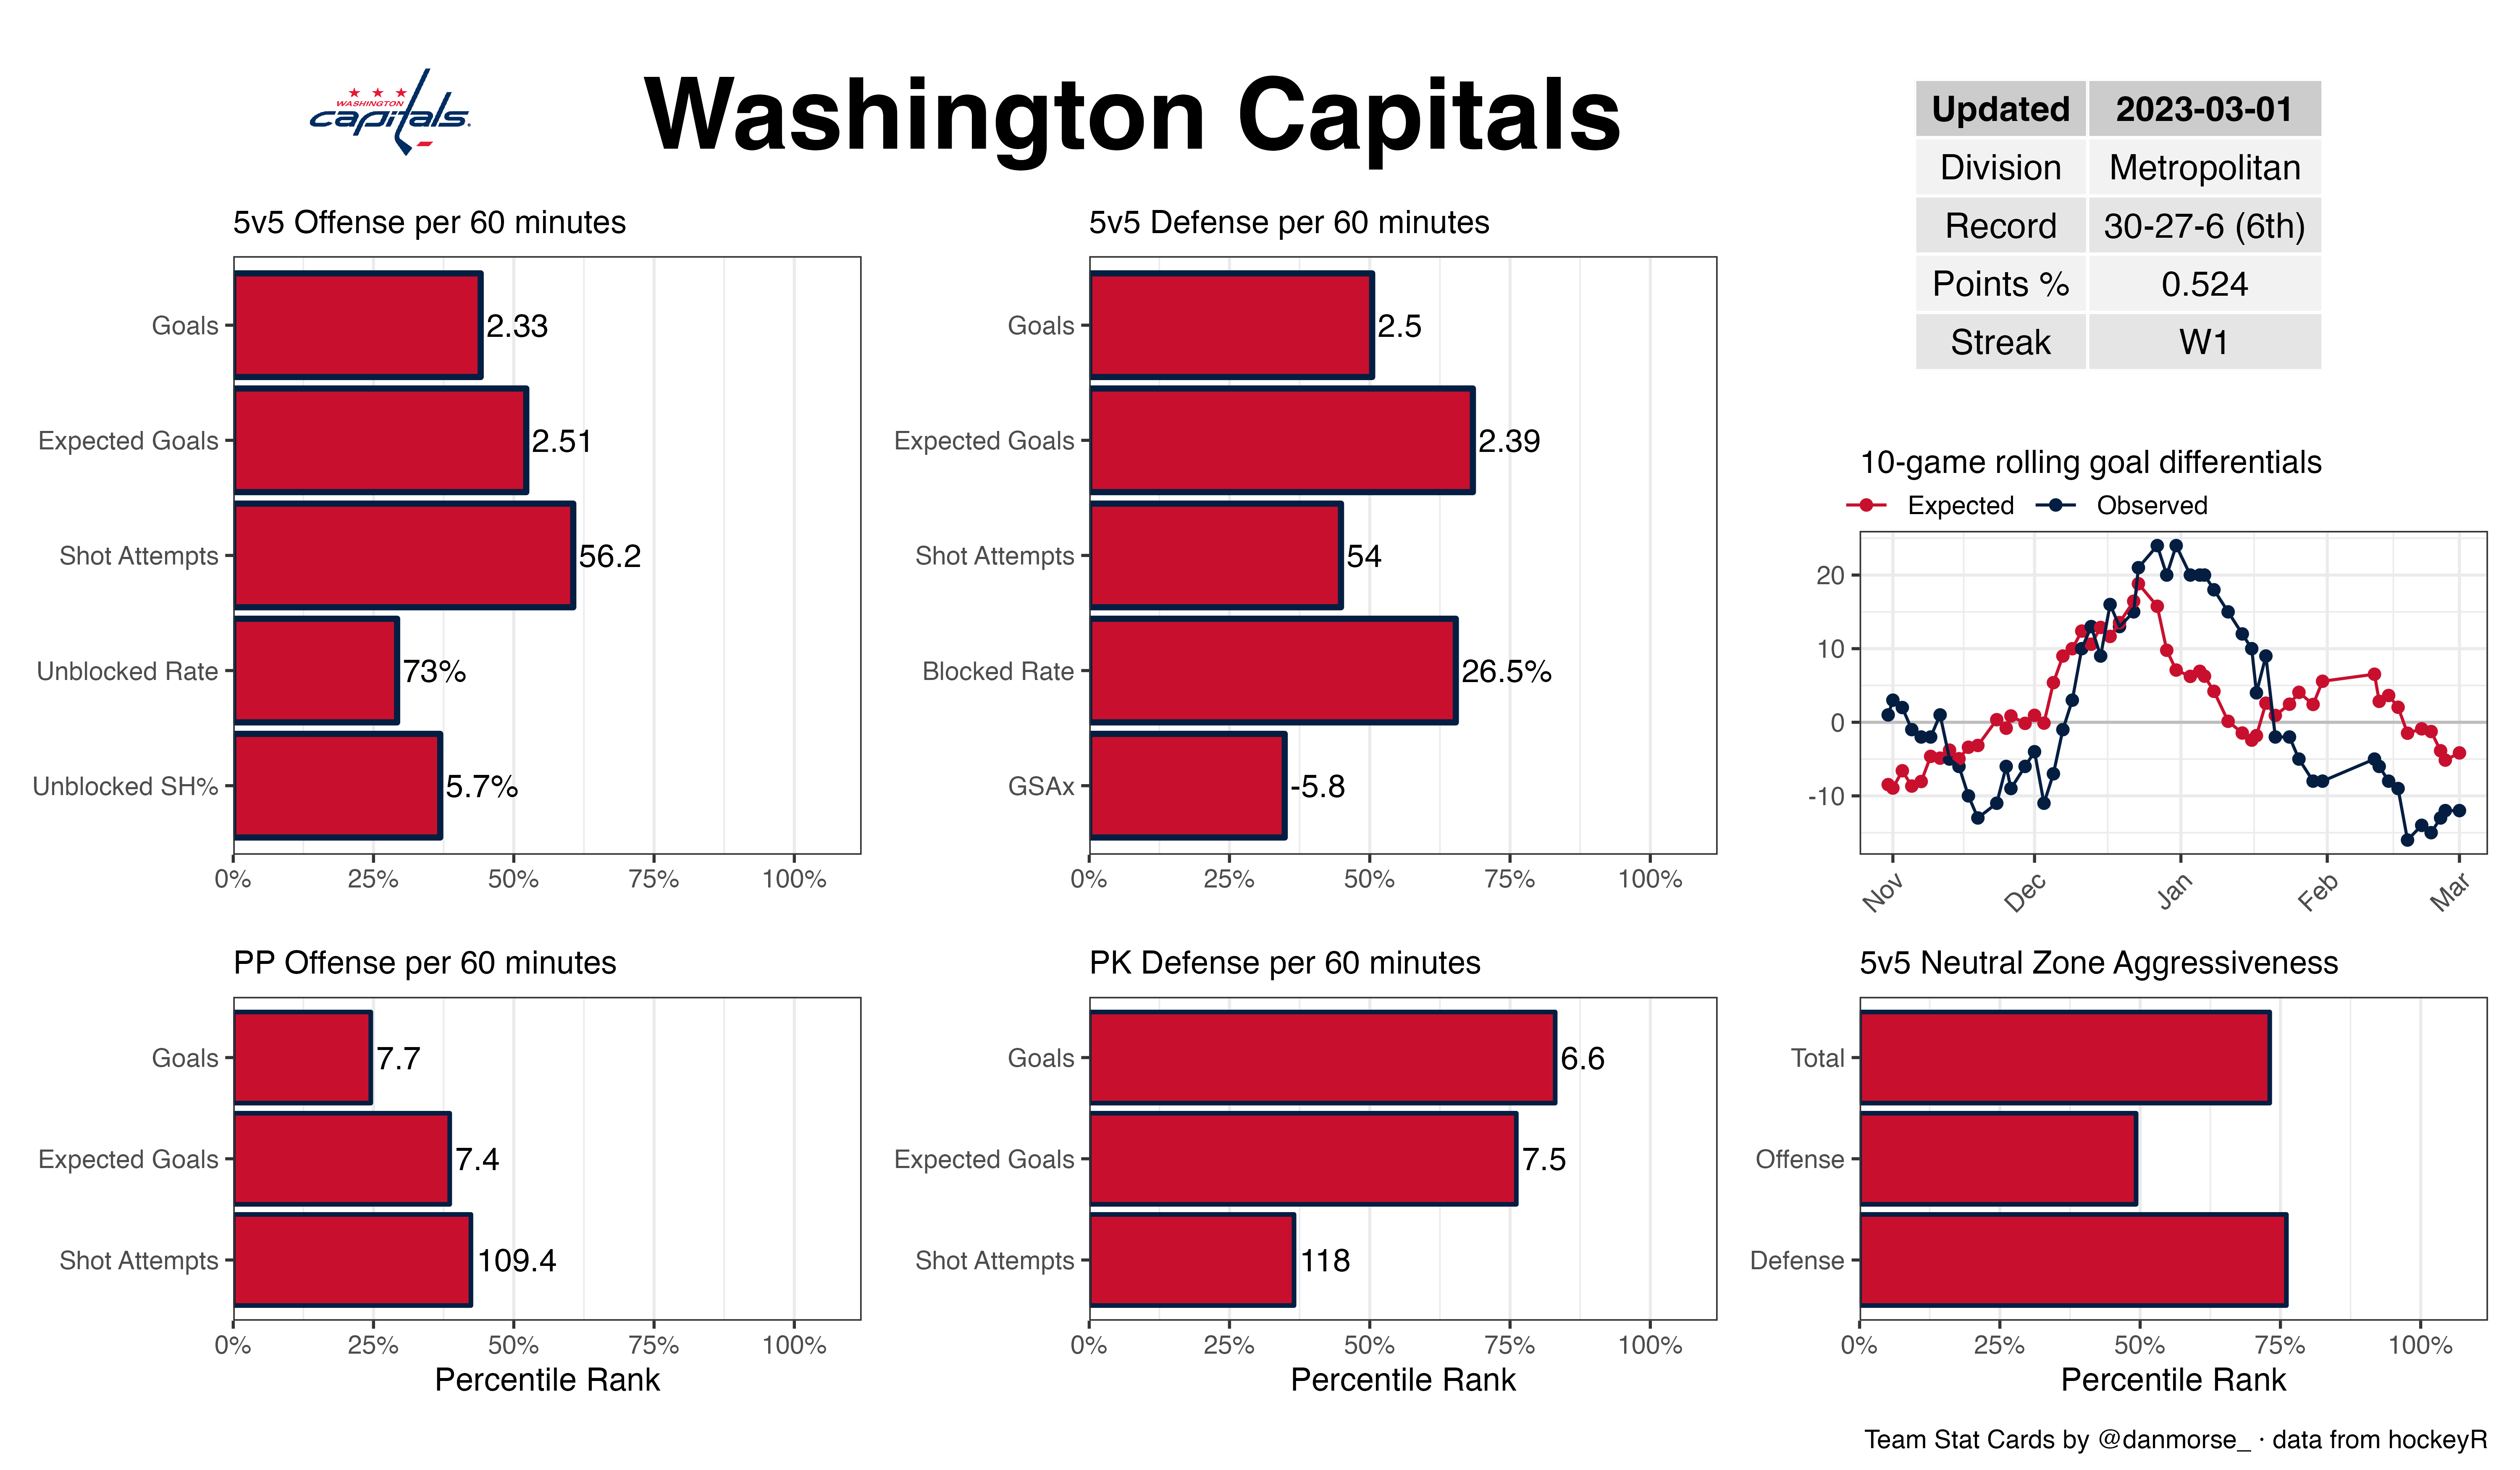 WASHINGTON
capitals.
Washington Capitals
Updated 2023-03-01
Division Metropolitan
Record 30-27-6 (6th)
Points % 0.524
Streak W1
5v5 Offense per 60 minutes
Goals 2.33
Expected Goals 2.51
Shot Attempts 56.2
Unblocked Rate 73%
Unblocked SH% 5.7%
0% 25% 50% 75% 100%
5v5 Defense per 60 minutes
Goals 2.5
Expected Goals 2.39
Shot Attempts 54
Blocked Rate 26.5%
GSAx -5.8
0% 25% 50% 75% 100%
10-game rolling goal differentials
Expected Observed
20
10
0
-10
Nov Dec Jan Feb Mar
PP Offense per 60 minutes
Goals 7.7
Expected Goals 7.4
Shot Attempts 109.4
0% 25% 50% 75% 100%
Percentile Rank
PK Defense per 60 minutes
Goals 6.6
Expected Goals 7.5
Shot Attempts 118
0% 25% 50% 75% 100%
Percentile Rank
5v5 Neutral Zone Aggressiveness
Total
Offense
Defense
0% 25% 50% 75% 100%
Percentile Rank
Team Stat Cards by @danmorse_ · data from hockeyR